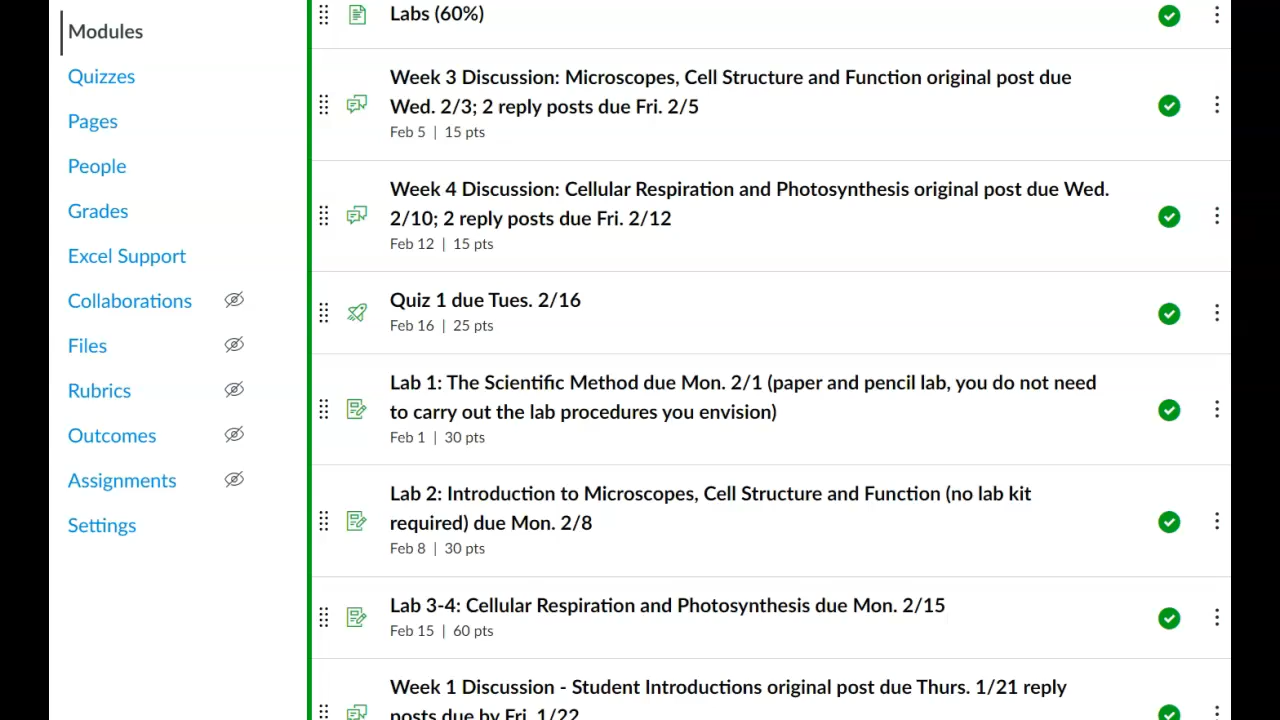 Modules
Quizzes
Pages
People
Grades
Excel Support
Collaborations
Files
Rubrics
Outcomes
Assignments
Settings
Labs (60%)
Week 3 Discussion: Microscopes, Cell Structure and Function original post due
Wed. 2/3; 2 reply posts due Fri. 2/5
Feb 5 | 15 pts
Week 4 Discussion: Cellular Respiration and Photosynthesis original post due Wed.
2/10; 2 reply posts due Fri. 2/12
Feb 12 | 15 pts
Quiz 1 due Tues. 2/16
Feb 16 | 25 pts
Lab 1: The Scientific Method due Mon. 2/1 (paper and pencil lab, you do not need
to carry out the lab procedures you envision)
Feb 1 | 30 pts
Lab 2: Introduction to Microscopes, Cell Structure and Function (no lab kit
required) due Mon. 2/8
Feb 8 | 30 pts
Lab 3-4: Cellular Respiration and Photosynthesis due Mon. 2/15
Feb 15 | 60 pts
Week 1 Discussion - Student Introductions original post due Thurs. 1/21 reply
posts due by Fri. 1/22